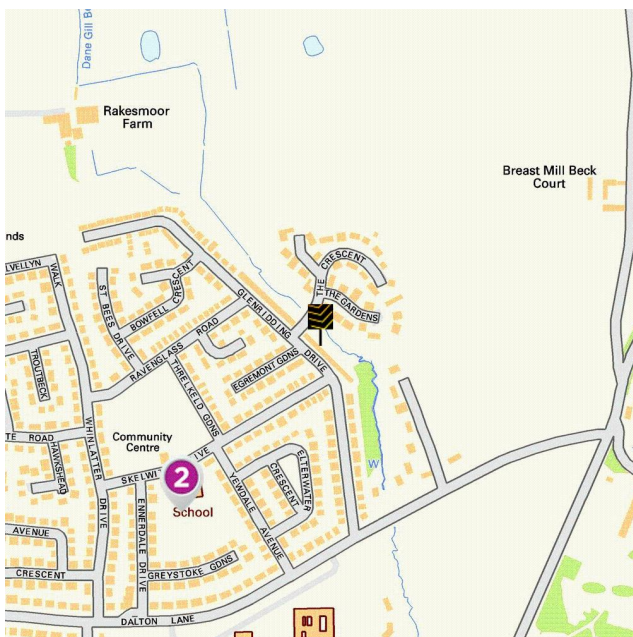 Dane Gill Be
Rakesmoor
Farm
Breast Mill Beck
Court
nds
LVELLYN
WALK
ST BEES DRIVE
BOWFELL
CRESCENT
RAVENGLASS ROAD
GLENRIDDING
DRIVE
THE
CRESCENT
THE GARDENS
TROUTBECK
EGREMONT GDNS
THRELKELD GDNS
WHINLATTER
DRIVE
TE ROAD
HAWKSHEAD
Community
Centre
SKELWI
IVE
2
School
YEWDALE
AVENUE
ELTERWATER
CRESCENT
W
ENNERDALE DRIVE
AVENUE
CRESCENT
GREYSTOKE GDNS
DALTON LANE